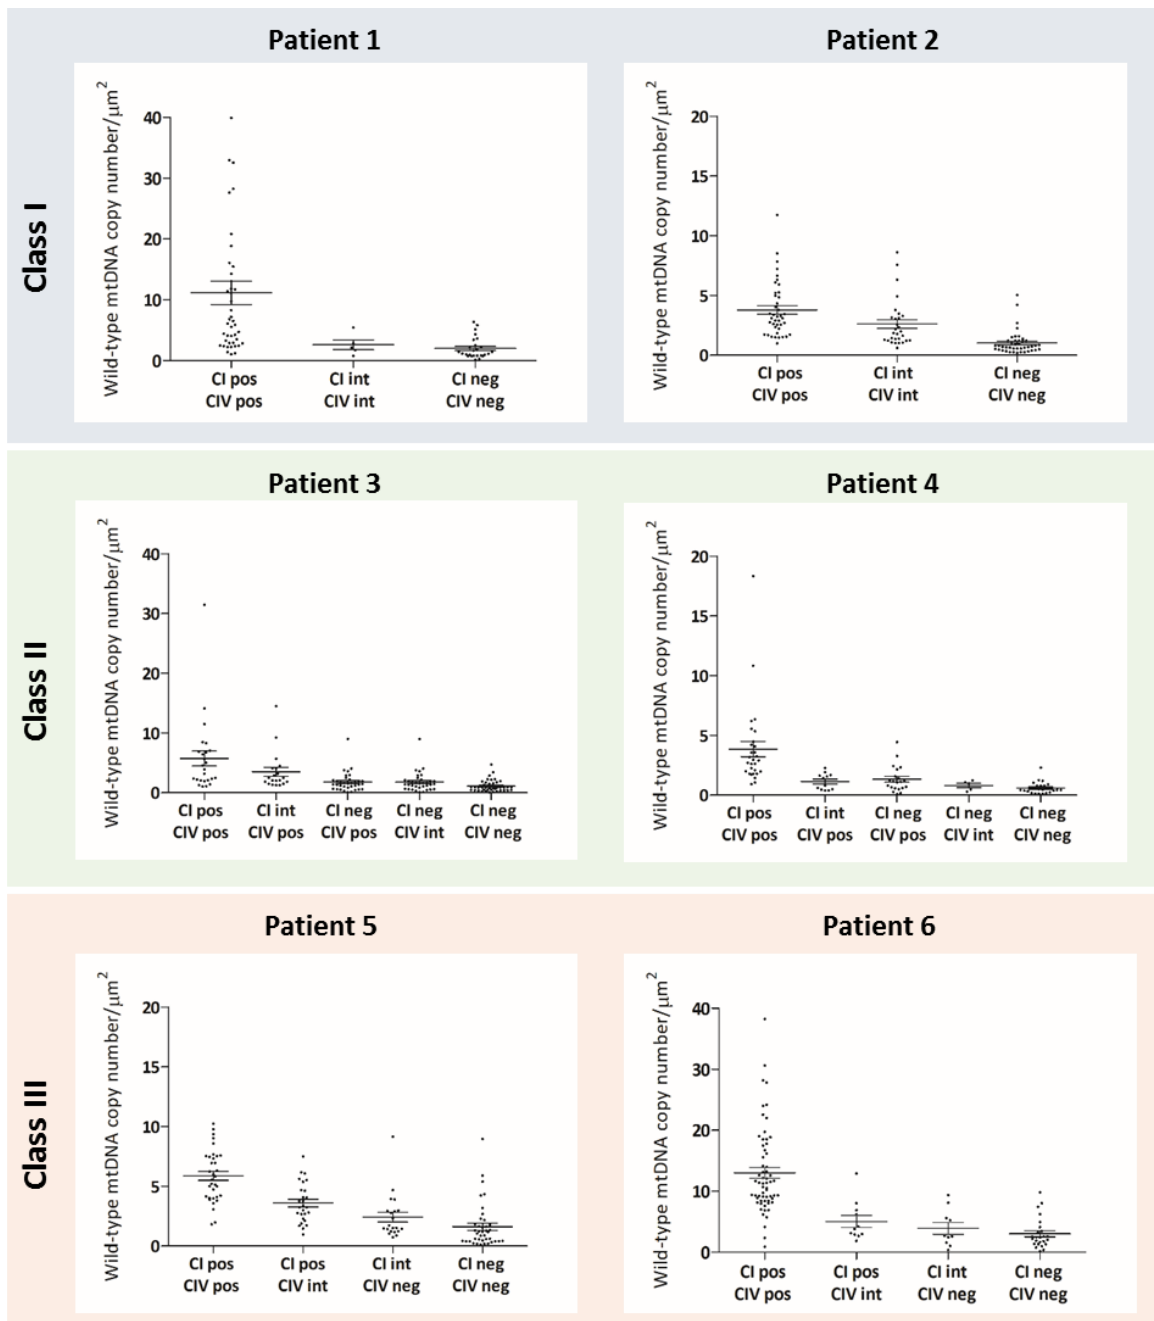 Class I
Patient 1
Wild-type mtDNA copy number/μm²
40
30
20
10
0
CI pos CI int CI neg
CIV pos CIV int CIV neg
Patient 2
Wild-type mtDNA copy number/μm²
20
15
10
5
0
CI pos CI int CI neg
CIV pos CIV int CIV neg
Class II
Patient 3
Wild-type mtDNA copy number/μm²
40
30
20
10
0
CI pos CI int CI neg CI neg CI neg
CIV pos CIV pos CIV pos CIV int CIV neg
Patient 4
Wild-type mtDNA copy number/μm²
20
15
10
5
0
CI pos CI int CI neg CI neg CI neg
CIV pos CIV pos CIV pos CIV int CIV neg
Class III
Patient 5
Wild-type mtDNA copy number/μm²
20
15
10
5
0
CI pos CI pos CI int CI neg
CIV pos CIV int CIV neg CIV neg
Patient 6
Wild-type mtDNA copy number/μm²
40
30
20
10
0
CI pos CI pos CI int CI neg
CIV pos CIV int CIV neg CIV neg